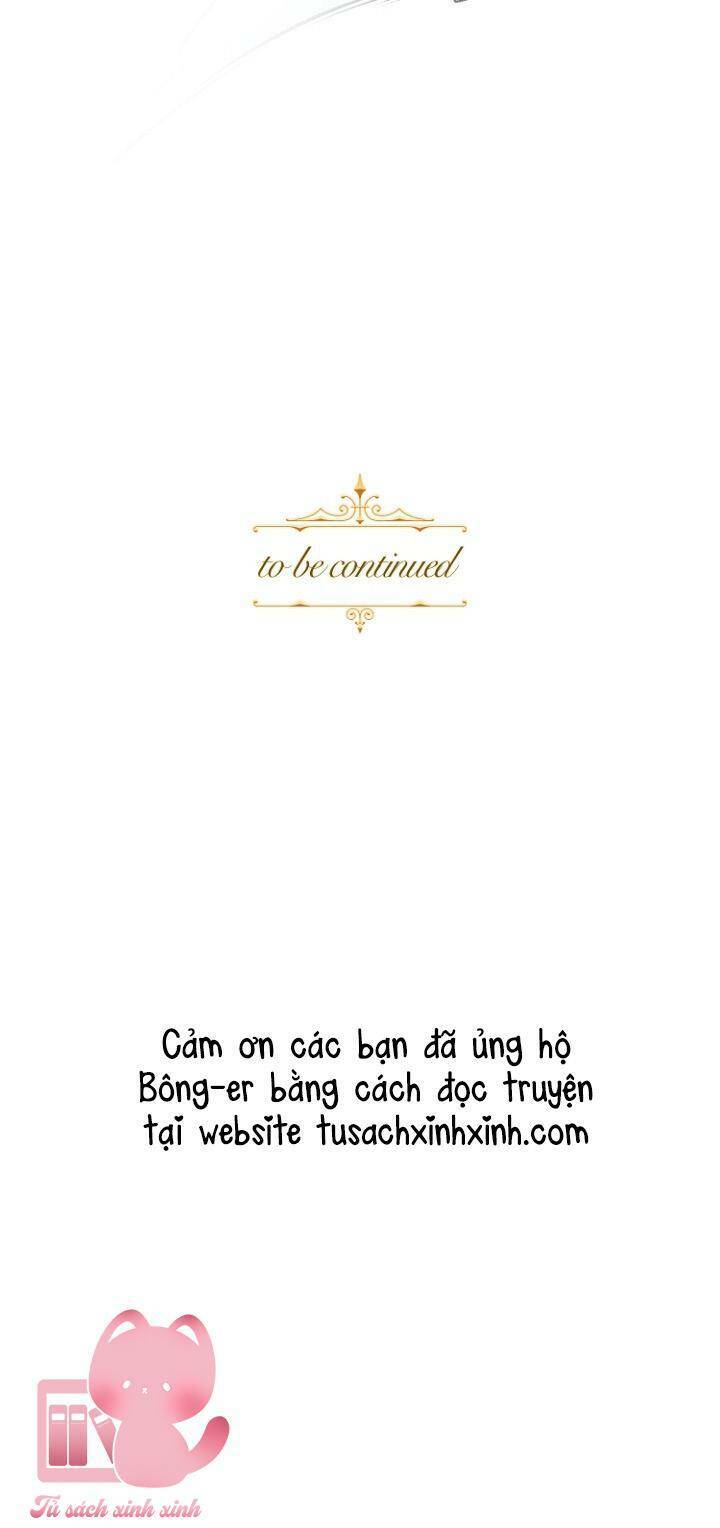 to be continued
Cảm ơn các bạn đã ủng hộ
Bông-er bằng cách đọc truyện
tại website tusachxinhxinh.com
Tủ sách xinh xinh